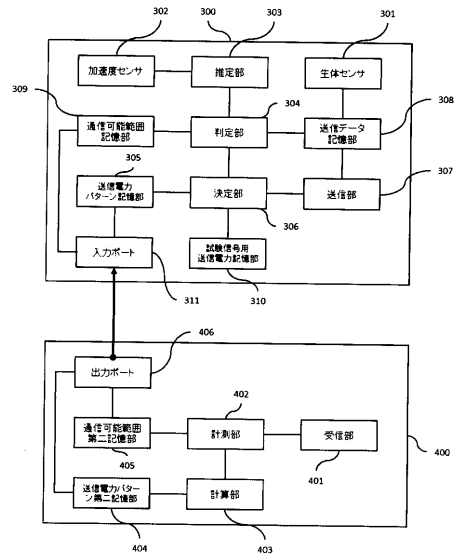 302
300
303
301
加速度センサ
推定部
生体センサ
309
304
308
通信可能範囲
記憶部
判定部
送信データ
記憶部
305
307
送信電力
パターン記憶部
決定部
送信部
306
入力ポート
試験信号用
送信電力記憶部
311
310
406
出力ポート
402
通信可能範囲
第二記憶部
計測部
受信部
400
405
401
送信電力パター
ン第二記憶部
計算部
404
403